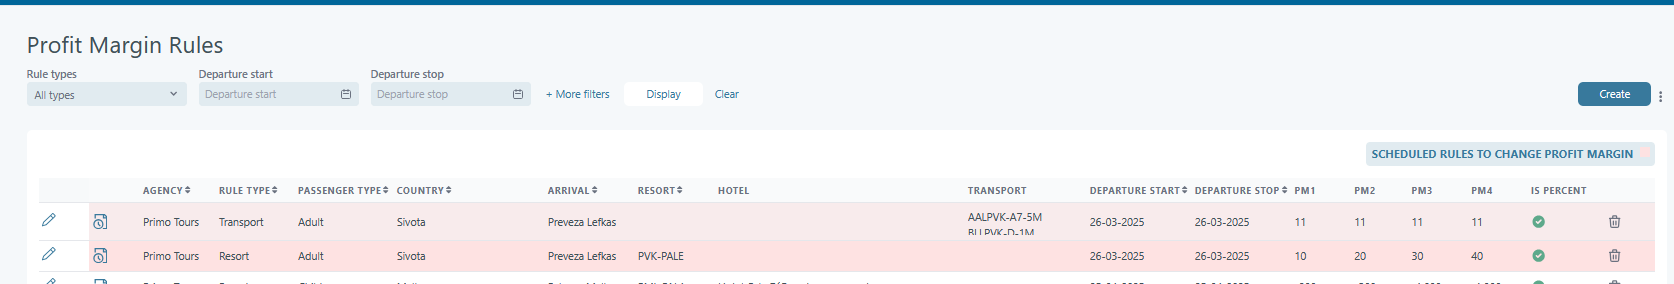 Profit Margin Rules
Rule types Departure start Departure stop
All types Departure start Departure stop + More filters Display Clear Create
SCHEDULED RULES TO CHANGE PROFIT MARGIN
AGENCY RULE TYPE PASSENGER TYPE COUNTRY ARRIVAL RESORT HOTEL TRANSPORT DEPARTURE START DEPARTURE STOP PM1 PM2 PM3 PM4 IS PERCENT
Primo Tours Transport Adult Sivota Preveza Lefkas AALPVK-A7-5M 26-03-2025 26-03-2025 11 11 11 11
BLLPVK-D-1M
Primo Tours Resort Adult Sivota Preveza Lefkas PVK-PALE 26-03-2025 26-03-2025 10 20 30 40